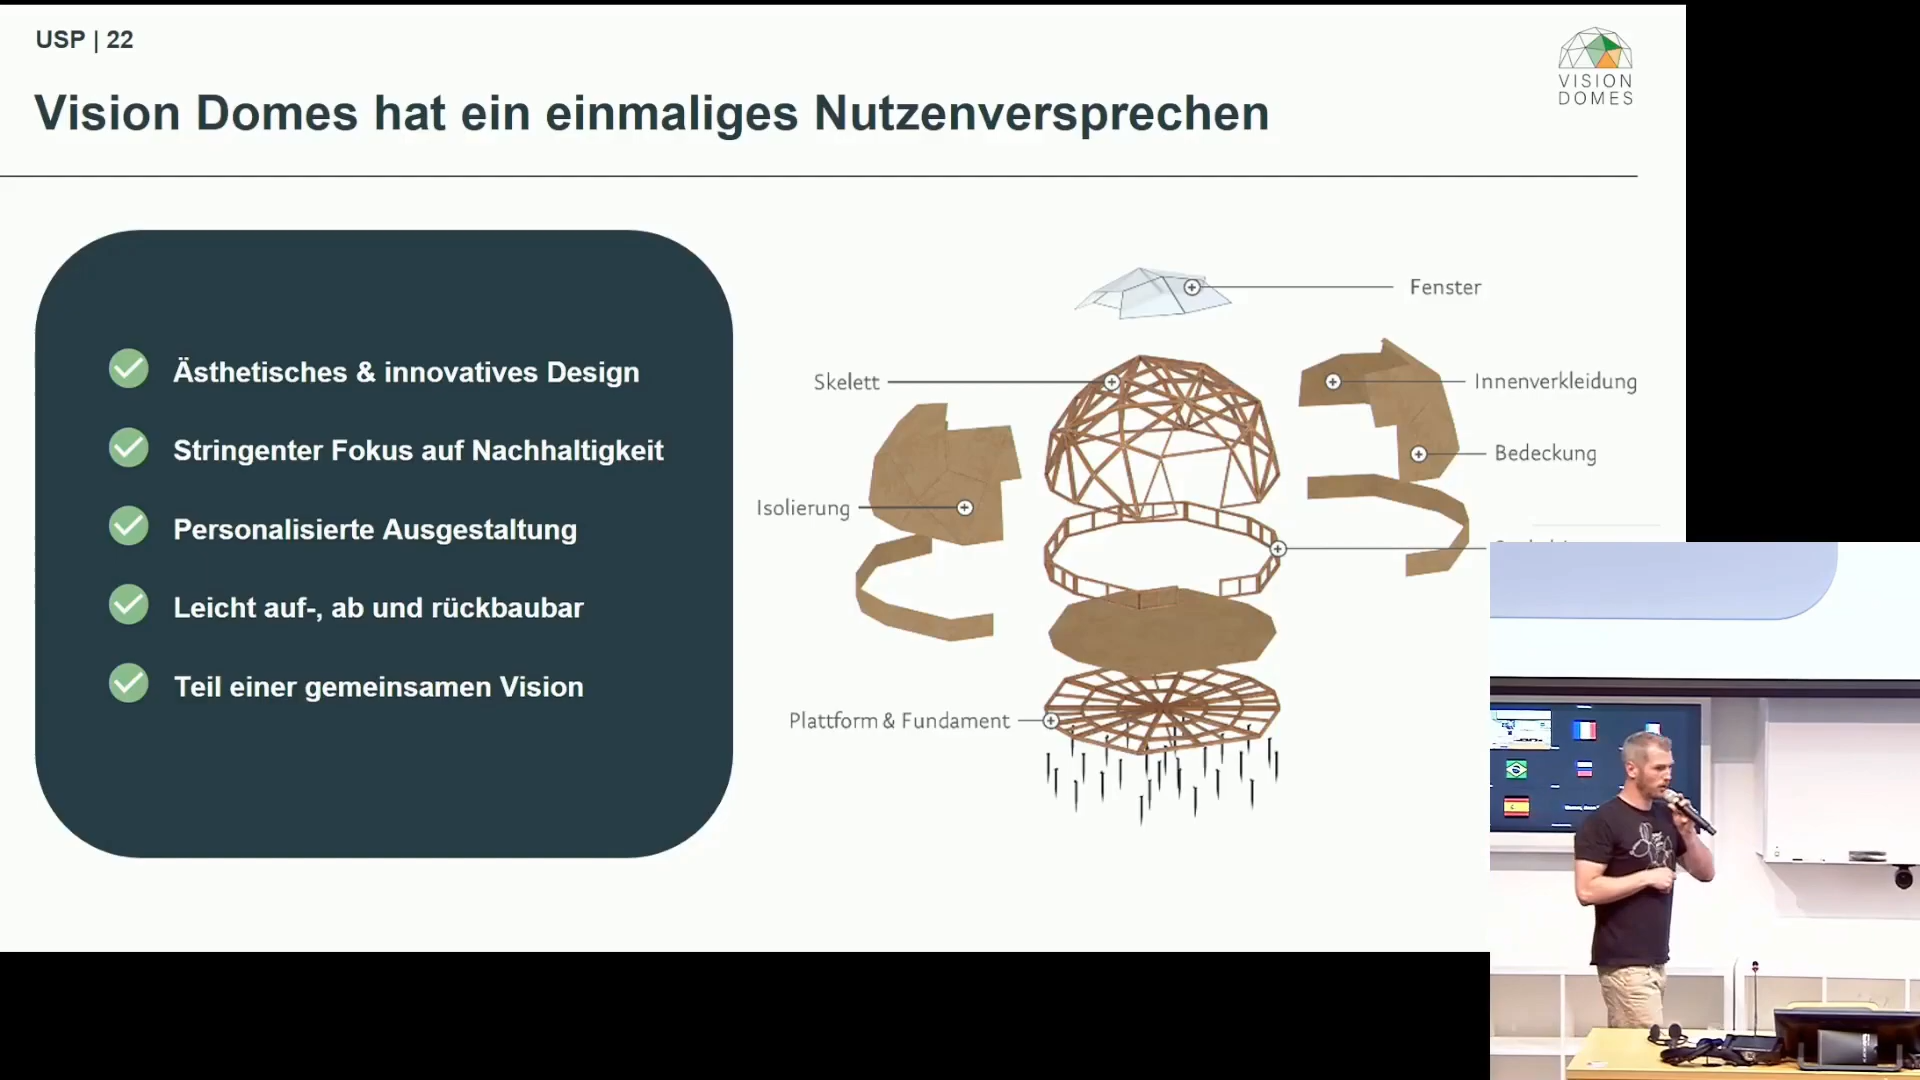 USP | 22
VISION
DOMES
Vision Domes hat ein einmaliges Nutzenversprechen
Ästhetisches & innovatives Design
Stringenter Fokus auf Nachhaltigkeit
Personalisierte Ausgestaltung
Leicht auf-, ab und rückbaubar
Teil einer gemeinsamen Vision
Fenster
Skelett
Innenverkleidung
Bedeckung
Isolierung
Plattform & Fundament